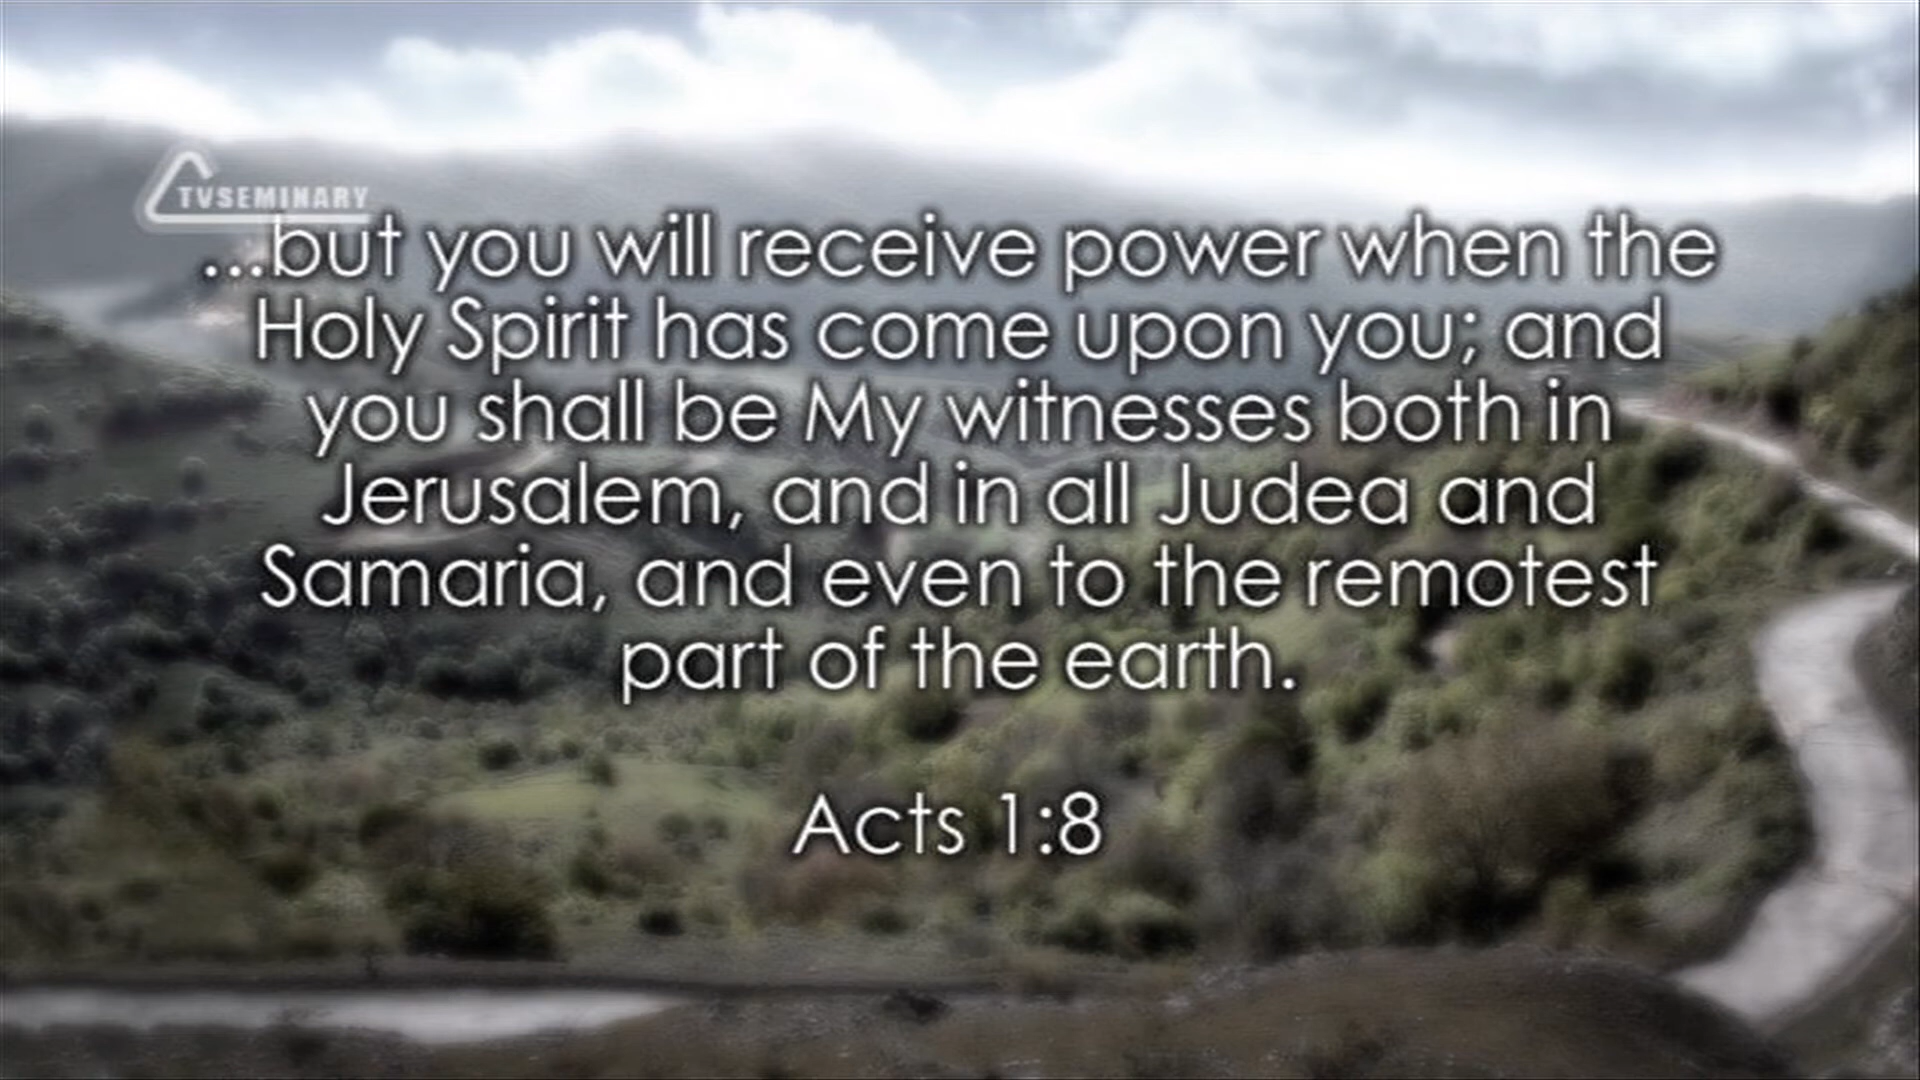 TVSEMINARY
...but you will receive power when the
Holy Spirit has come upon you; and
you shall be My witnesses both in
Jerusalem, and in all Judea and
Samaria, and even to the remotest
part of the earth.
Acts 1:8